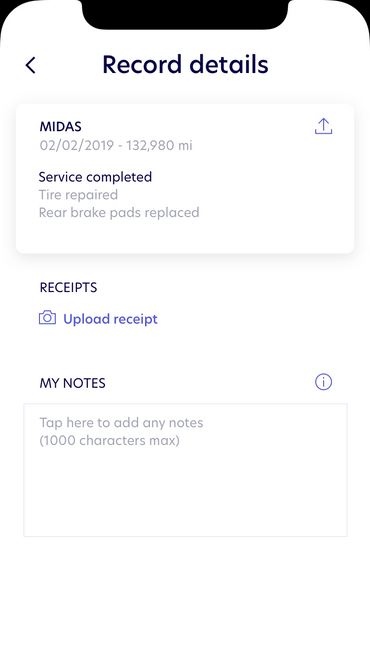 Record details
MIDAS
02/02/2019 - 132,980 mi
Service completed
Tire repaired
Rear brake pads replaced
RECEIPTS
Upload receipt
MY NOTES
Tap here to add any notes
(1000 characters max)